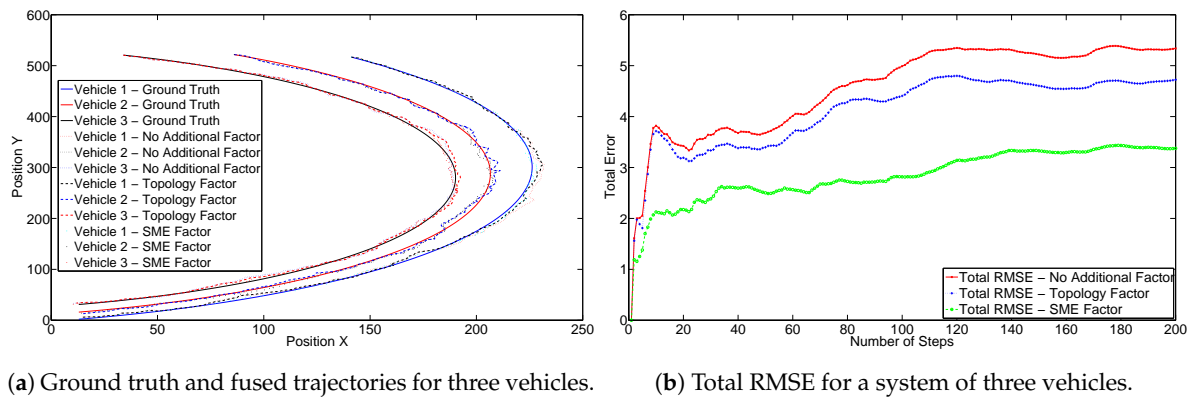 600
500
400
300
200
100
0
0
50
100
150
200
250
Position Y
Position X
Vehicle 1 – Ground Truth
Vehicle 2 – Ground Truth
Vehicle 3 – Ground Truth
Vehicle 1 – No Additional Factor
Vehicle 2 – No Additional Factor
Vehicle 3 – No Additional Factor
Vehicle 1 – Topology Factor
Vehicle 2 – Topology Factor
Vehicle 3 – Topology Factor
Vehicle 1 – SME Factor
Vehicle 2 – SME Factor
Vehicle 3 – SME Factor
(a) Ground truth and fused trajectories for three vehicles.
6
5
4
3
2
1
0
0
20
40
60
80
100
120
140
160
180
200
Total Error
Number of Steps
Total RMSE – No Additional Factor
Total RMSE – Topology Factor
Total RMSE – SME Factor
(b) Total RMSE for a system of three vehicles.